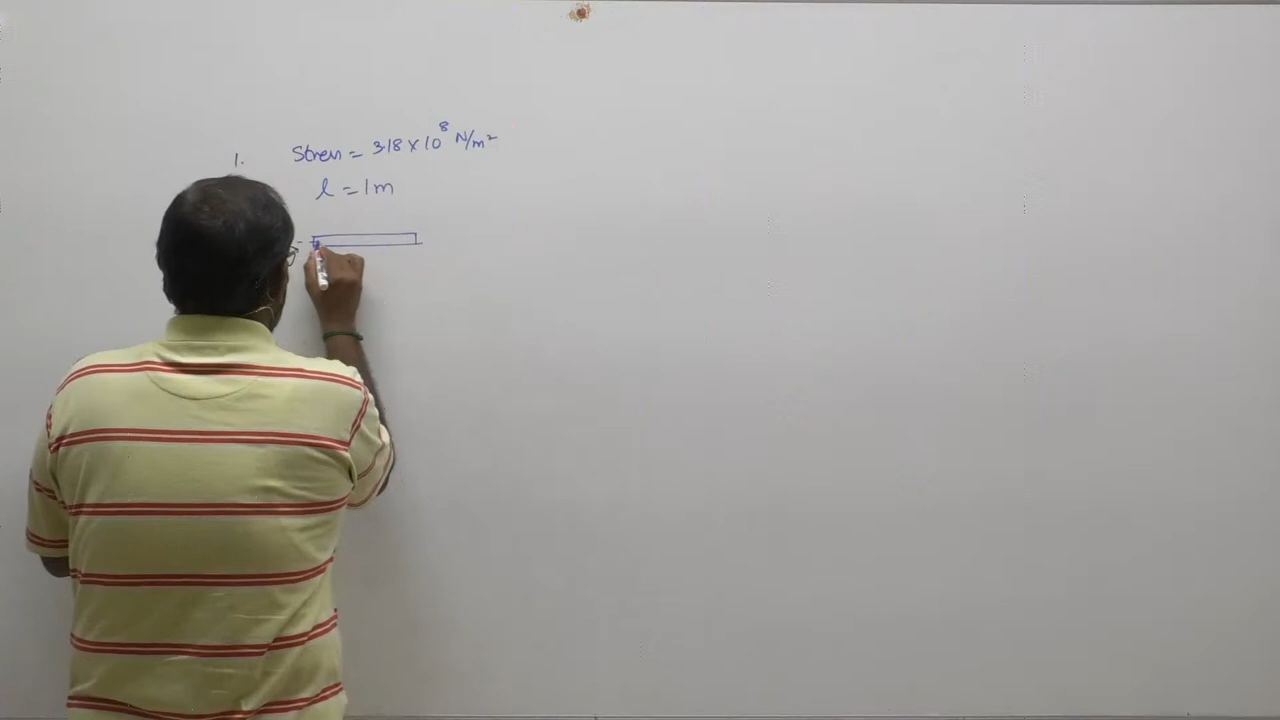 1. Stress = 3.18 × 10⁸ N/m²
l = 1m